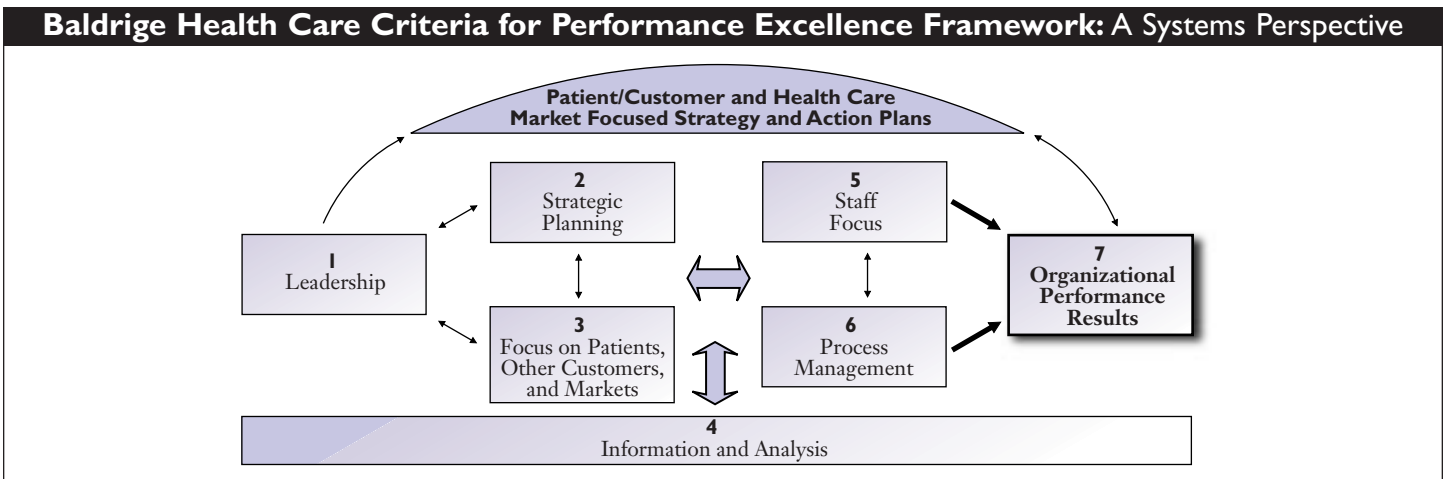 Baldrige Health Care Criteria for Performance Excellence Framework: A Systems Perspective
Patient/Customer and Health Care
Market Focused Strategy and Action Plans
2
Strategic
Planning
5
Staff
Focus
1
Leadership
7
Organizational
Performance
Results
3
Focus on Patients,
Other Customers,
and Markets
6
Process
Management
4
Information and Analysis